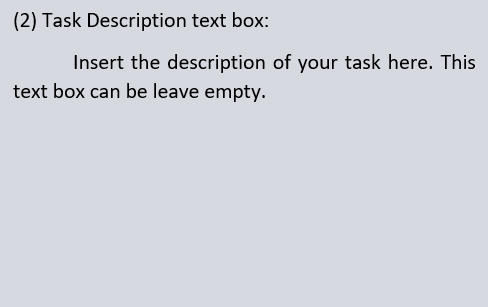 (2) Task Description text box:
Insert the description of your task here. This
text box can be leave empty.